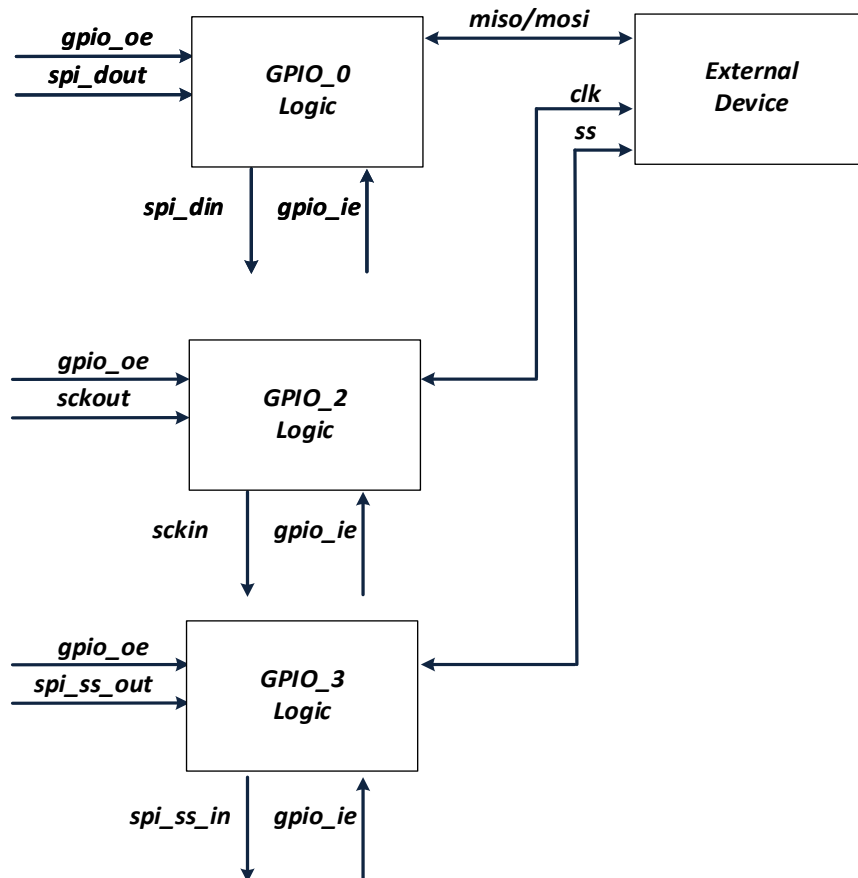 gpio_oe
spi_dout
GPIO_0
Logic
miso/mosi
External
Device
clk
ss
spi_din
gpio_ie
gpio_oe
sckout
GPIO_2
Logic
sckin
gpio_ie
gpio_oe
spi_ss_out
GPIO_3
Logic
spi_ss_in
gpio_ie